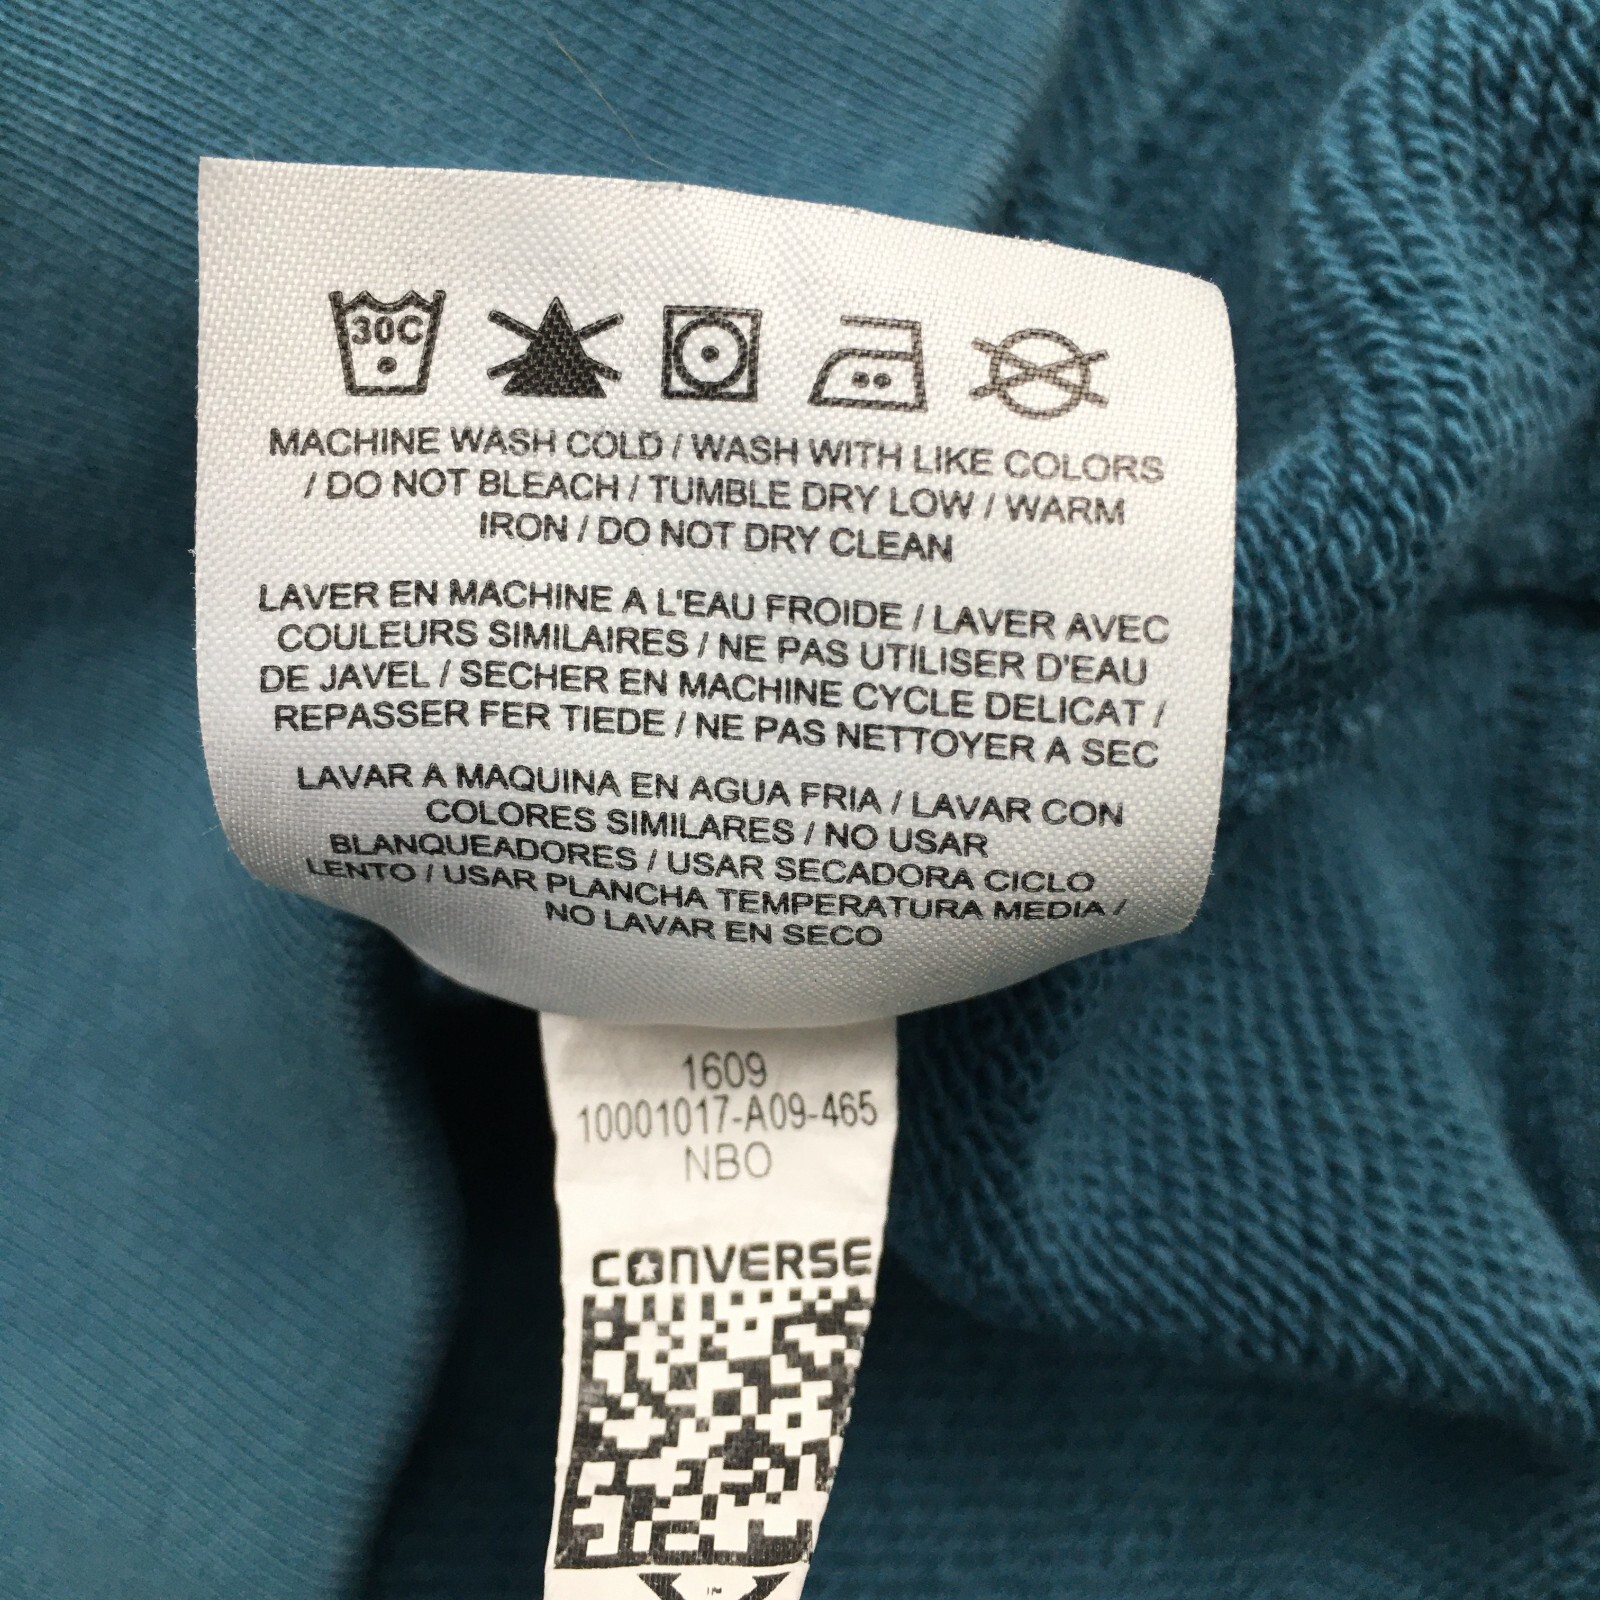 30C
MACHINE WASH COLD / WASH WITH LIKE COLORS
/ DO NOT BLEACH / TUMBLE DRY LOW / WARM
IRON / DO NOT DRY CLEAN
LAVER EN MACHINE A L'EAU FROIDE / LAVER AVEC
COULEURS SIMILAIRES / NE PAS UTILISER D'EAU
DE JAVEL / SECHER EN MACHINE CYCLE DELICAT /
REPASSER FER TIEDE / NE PAS NETTOYER A SEC
LAVAR A MAQUINA EN AGUA FRIA / LAVAR CON
COLORES SIMILARES / NO USAR
BLANQUEADORES / USAR SECADORA CICLO
LENTO / USAR PLANCHA TEMPERATURA MEDIA /
NO LAVAR EN SECO
1609
10001017-A09-465
NBO
CONVERSE